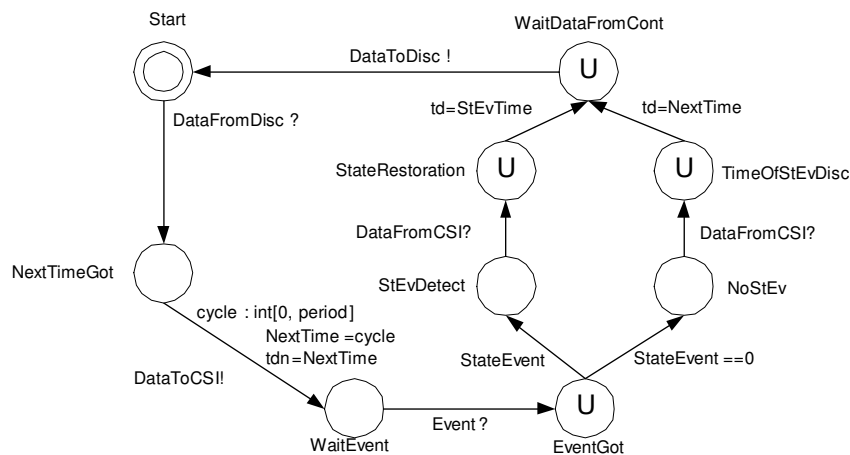 Start
WaitDataFromCont
DataToDisc !
U
DataFromDisc ?
td=StEvTime
td=NextTime
StateRestoration
U
U
TimeOfStEvDisc
DataFromCSI?
DataFromCSI?
NextTimeGot
StEvDetect
NoStEv
cycle : int[0, period]
NextTime =cycle
tdn=NextTime
StateEvent
StateEvent ==0
DataToCSI!
U
Event ?
WaitEvent
EventGot